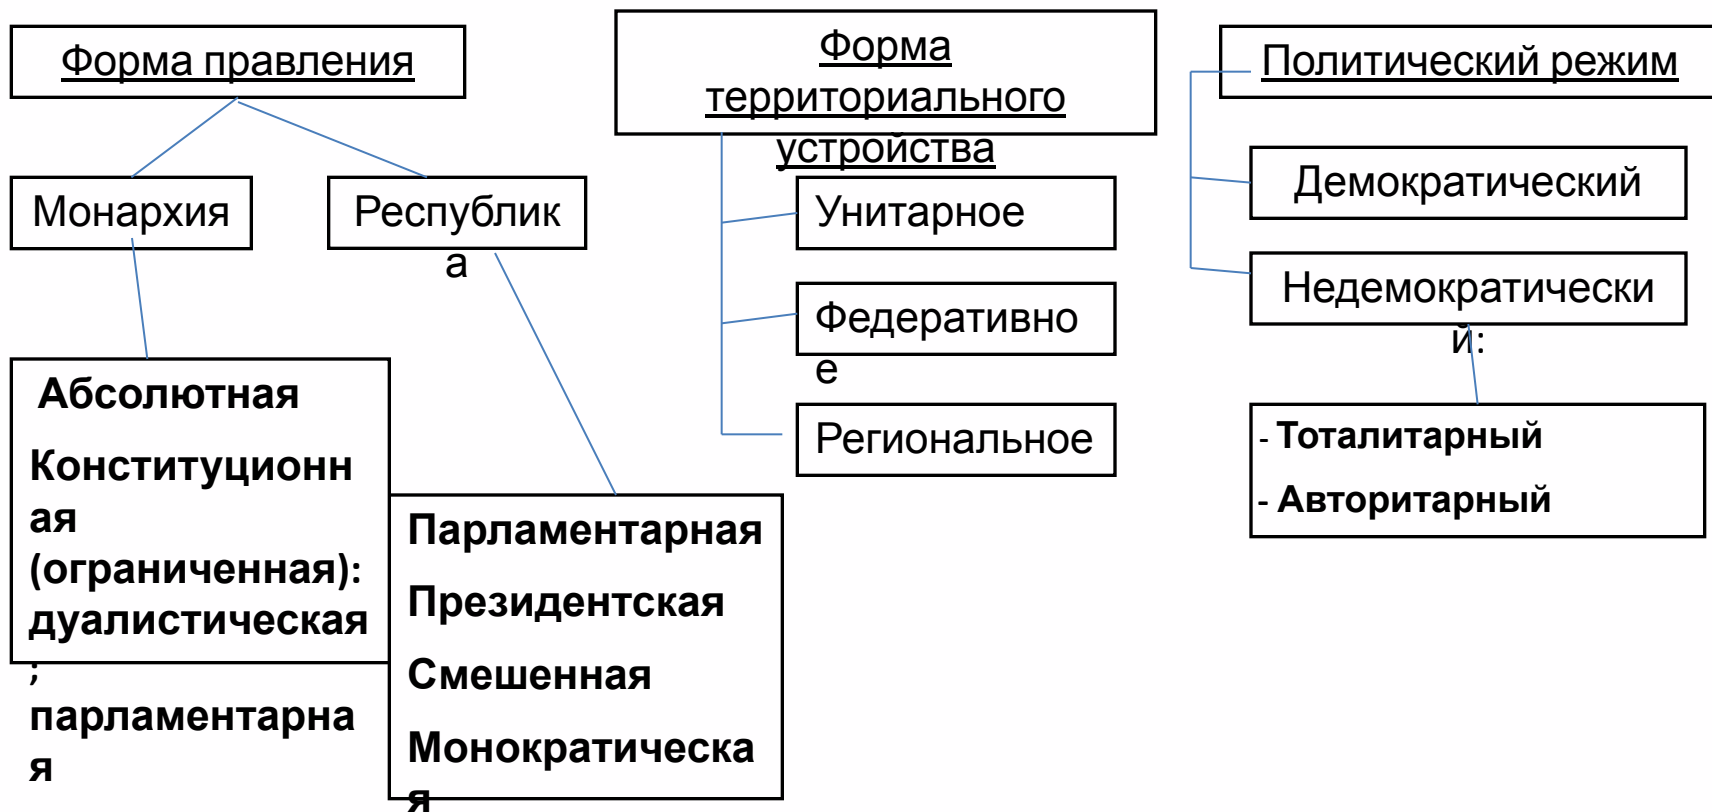 Форма правления
Монархия
Республик
а
Абсолютная
Конституционн
ая
(ограниченная):
дуалистическая
;
парламентарна
я
Парламентарная
Президентская
Смешенная
Монократическа
я
Форма
территориального
устройства
Унитарное
Федеративно
е
Региональное
Политический режим
Демократический
Недемократически
й:
- Тоталитарный
- Авторитарный